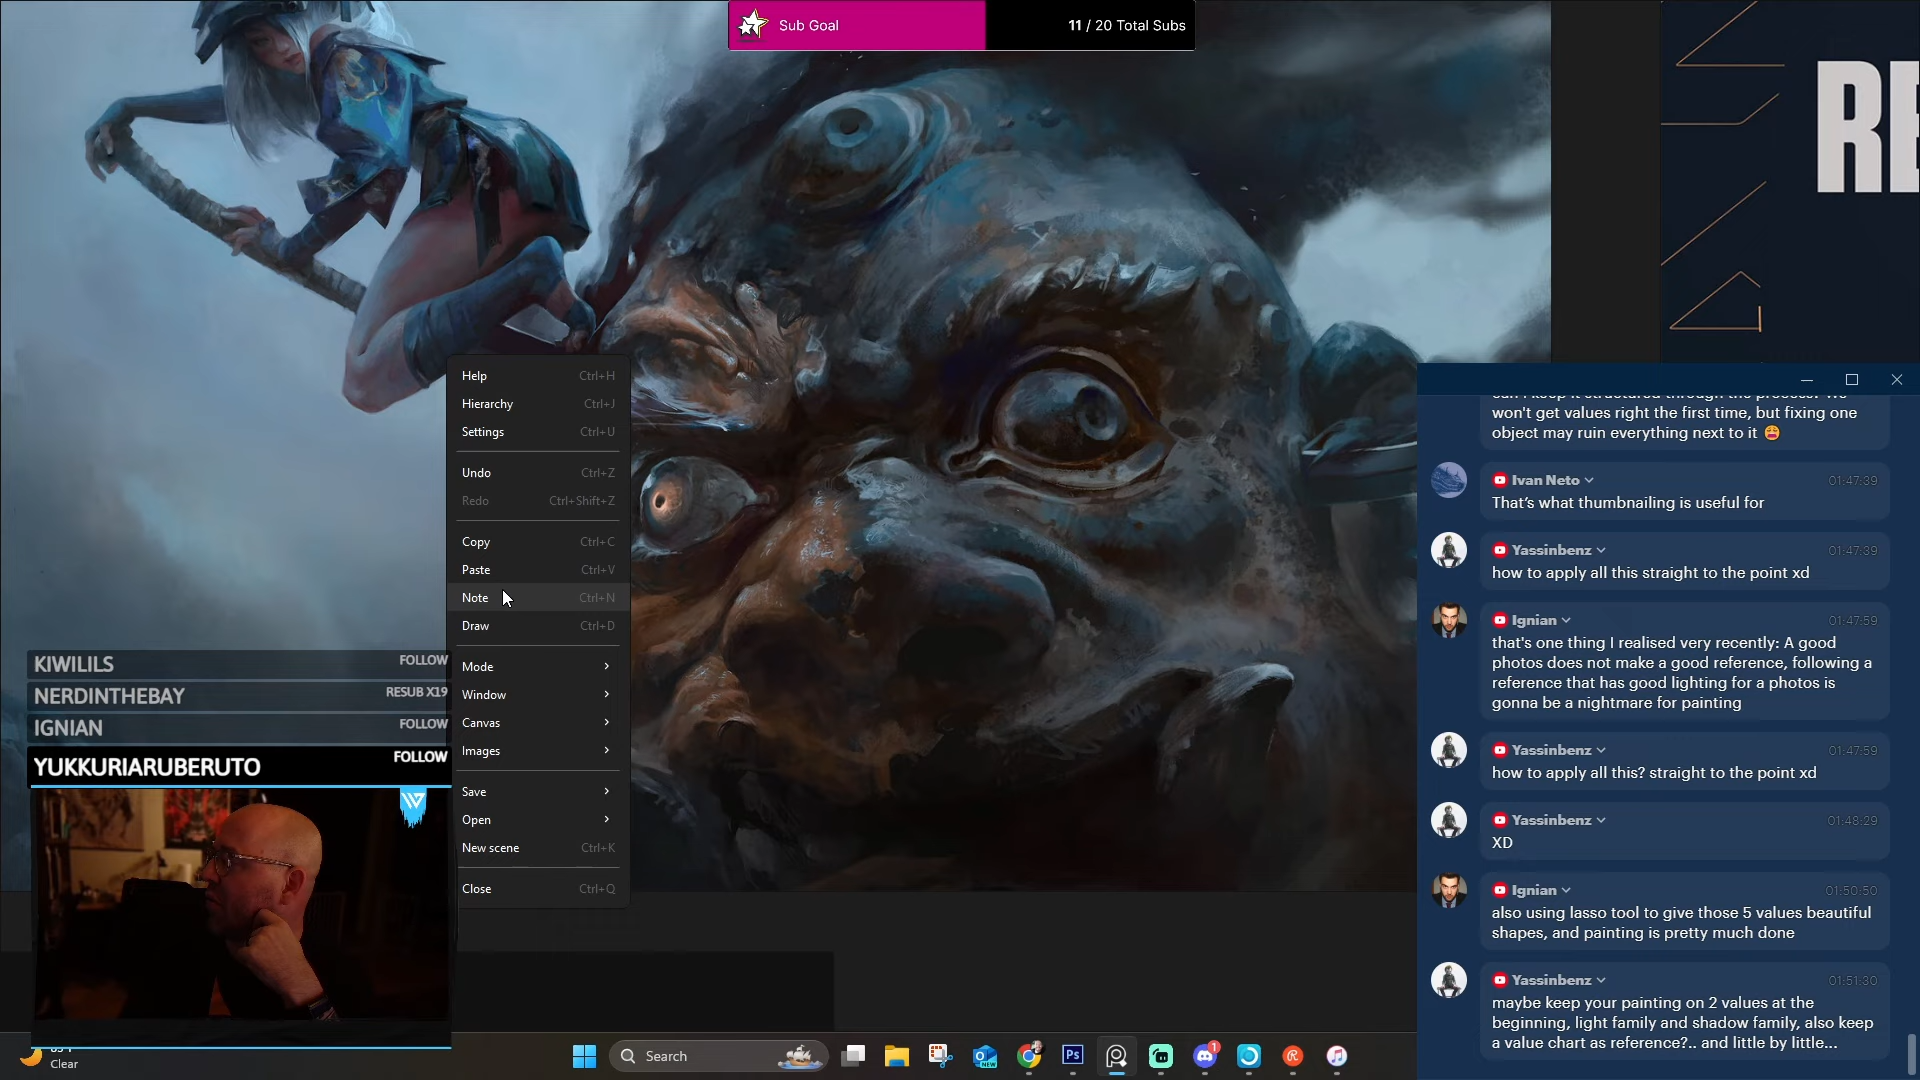 Sub Goal
11 / 20 Total Subs
RE
Help Ctrl+H
Hierarchy Ctrl+J
Settings Ctrl+U
Undo Ctrl+Z
Redo Ctrl+Shift+Z
Copy Ctrl+C
Paste Ctrl+V
Note Ctrl+N
Draw Ctrl+D
Mode
Window
Canvas
Images
Save
Open
New scene Ctrl+K
Close Ctrl+Q
KIWILILS FOLLOW
NERDINTHEBAY RESUB X19
IGNIAN FOLLOW
YUKKURIARUBERUTO FOLLOW
won't get values right the first time, but fixing one
object may ruin everything next to it 😩
Ivan Neto 01:47:39
That's what thumbnailing is useful for
Yassinbenz 01:47:39
how to apply all this straight to the point xd
Ignian 01:47:59
that's one thing I realised very recently: A good
photos does not make a good reference, following a
reference that has good lighting for a photos is
gonna be a nightmare for painting
Yassinbenz 01:47:59
how to apply all this? straight to the point xd
Yassinbenz 01:48:29
XD
Ignian 01:50:50
also using lasso tool to give those 5 values beautiful
shapes, and painting is pretty much done
Yassinbenz 01:51:30
maybe keep your painting on 2 values at the
beginning, light family and shadow family, also keep
a value chart as reference?.. and little by little...
Clear
Search
NEW
Ps
1